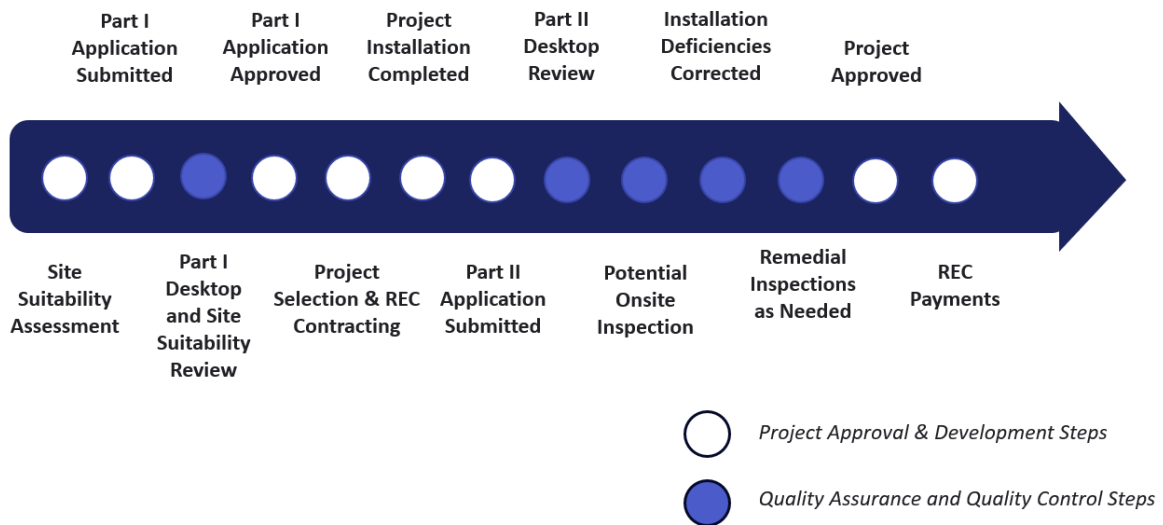 Part I
Application
Submitted
Part I
Application
Approved
Project
Installation
Completed
Part II
Desktop
Review
Installation
Deficiencies
Corrected
Project
Approved
Site
Suitability
Assessment
Part I
Desktop
and Site
Suitability
Review
Project
Selection & REC
Contracting
Part II
Application
Submitted
Potential
Onsite
Inspection
Remedial
Inspections
as Needed
REC
Payments
Project Approval & Development Steps
Quality Assurance and Quality Control Steps